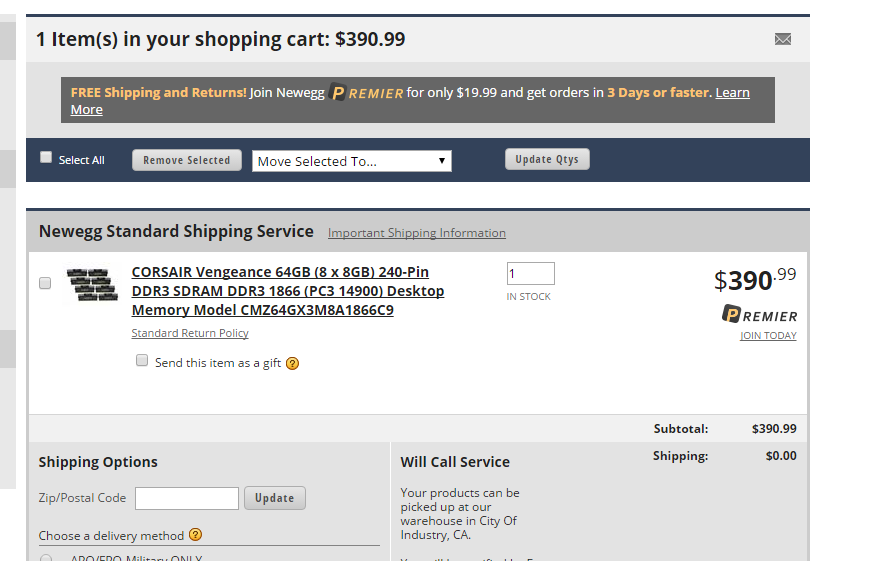 1 Item(s) in your shopping cart: $390.99
FREE Shipping and Returns! Join Newegg PREMIER for only $19.99 and get orders in 3 Days or faster. Learn
More
Select All Remove Selected Move Selected To... Update Qtys
Newegg Standard Shipping Service Important Shipping Information
CORSAIR Vengeance 64GB (8 x 8GB) 240-Pin
DDR3 SDRAM DDR3 1866 (PC3 14900) Desktop
Memory Model CMZ64GX3M8A1866C9
Standard Return Policy
Send this item as a gift ?
1
IN STOCK
$390.99
PREMIER
JOIN TODAY
Subtotal: $390.99
Shipping: $0.00
Shipping Options
Zip/Postal Code Update
Choose a delivery method ?
APO/FPO Military ONLY
Will Call Service
Your products can be
picked up at our
warehouse in City Of
Industry, CA.